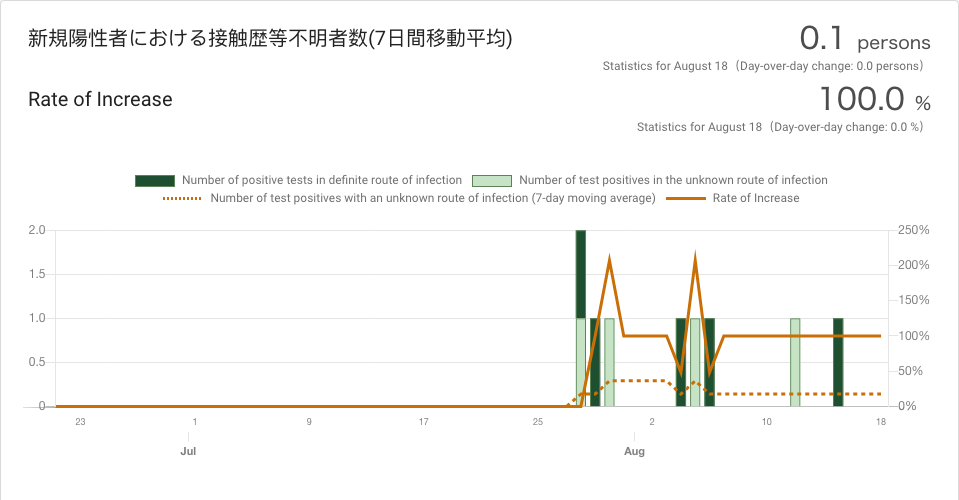 新規陽性者における接触歴等不明者数(7日間移動平均)
0.1 persons
Statistics for August 18（Day-over-day change: 0.0 persons）
Rate of Increase
100.0 %
Statistics for August 18（Day-over-day change: 0.0 %）
Number of positive tests in definite route of infection
Number of test positives in the unknown route of infection
Number of test positives with an unknown route of infection (7-day moving average)
Rate of Increase
2.0 250%
200%
1.5
150%
1.0 100%
0.5 50%
0 0%
23 1 9 17 25 2 10 18
Jul Aug